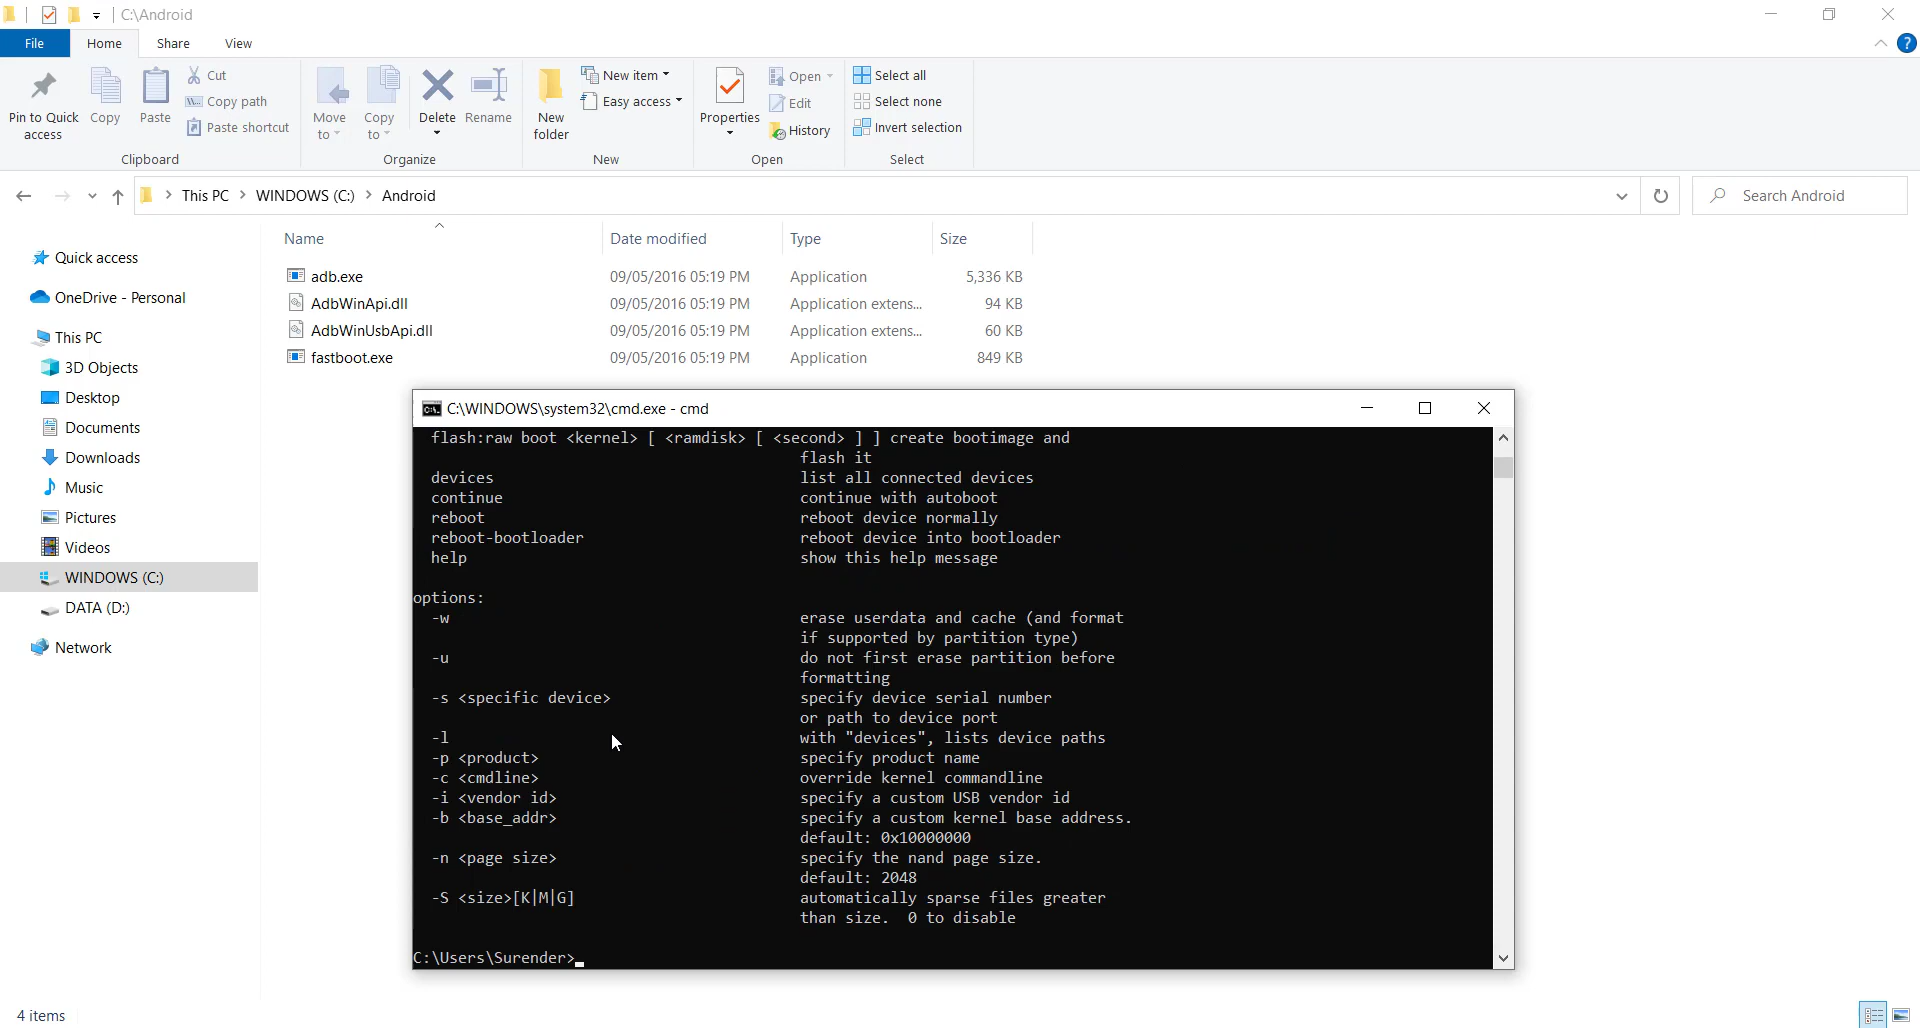 C:\Android
File Home Share View
Pin to Quick access
Copy
Paste
Cut
Copy path
Paste shortcut
Clipboard
Move to
Copy to
Delete
Rename
Organize
New folder
New item
Easy access
New
Properties
Open
Edit
History
Open
Select all
Select none
Invert selection
Select
This PC > WINDOWS (C:) > Android
Search Android
Quick access
OneDrive - Personal
This PC
3D Objects
Desktop
Documents
Downloads
Music
Pictures
Videos
WINDOWS (C:)
DATA (D:)
Network
Name Date modified Type Size
adb.exe 09/05/2016 05:19 PM Application 5,336 KB
AdbWinApi.dll 09/05/2016 05:19 PM Application extens... 94 KB
AdbWinUsbApi.dll 09/05/2016 05:19 PM Application extens... 60 KB
fastboot.exe 09/05/2016 05:19 PM Application 849 KB
C:\WINDOWS\system32\cmd.exe - cmd
flash:raw boot <kernel> [ <ramdisk> [ <second> ] ] create bootimage and
flash it
devices list all connected devices
continue continue with autoboot
reboot reboot device normally
reboot-bootloader reboot device into bootloader
help show this help message
options:
-w erase userdata and cache (and format
if supported by partition type)
-u do not first erase partition before
formatting
-s <specific device> specify device serial number
or path to device port
-l with "devices", lists device paths
-p <product> specify product name
-c <cmdline> override kernel commandline
-i <vendor id> specify a custom USB vendor id
-b <base_addr> specify a custom kernel base address.
default: 0x10000000
-n <page size> specify the nand page size.
default: 2048
-S <size>[K|M|G] automatically sparse files greater
than size. 0 to disable
C:\Users\Surender>
4 items